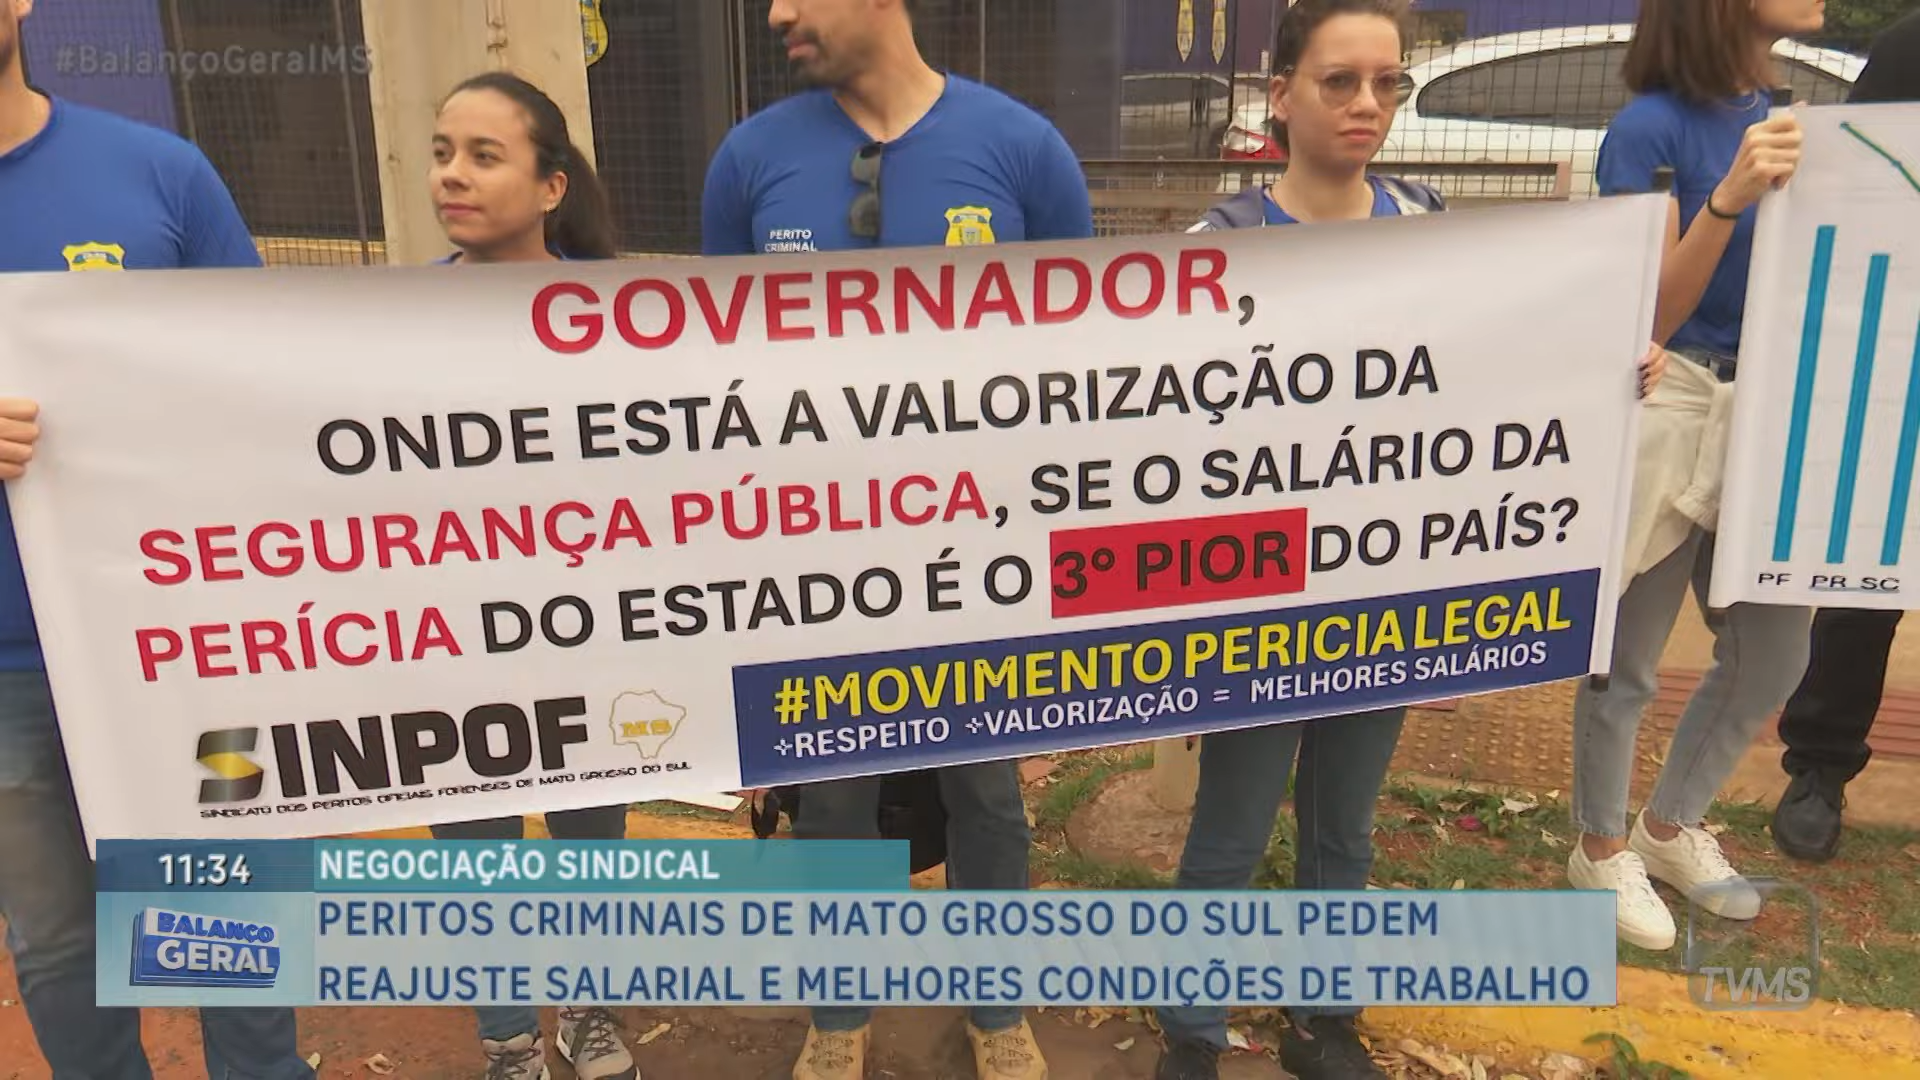 #BalançoGeralMS
PERITO
CRIMINAL
GOVERNADOR,
ONDE ESTÁ A VALORIZAÇÃO DA
SEGURANÇA PÚBLICA, SE O SALÁRIO DA
PERÍCIA DO ESTADO É O 3º PIOR DO PAÍS?
#MOVIMENTO PERICIA LEGAL
+RESPEITO +VALORIZAÇÃO = MELHORES SALÁRIOS
SINPOF MS
SINDICATO DOS PERITOS OFICIAIS FORENSES DE MATO GROSSO DO SUL
PF PR SC
11:34 NEGOCIAÇÃO SINDICAL
BALANÇO
GERAL
PERITOS CRIMINAIS DE MATO GROSSO DO SUL PEDEM
REAJUSTE SALARIAL E MELHORES CONDIÇÕES DE TRABALHO
TVMS